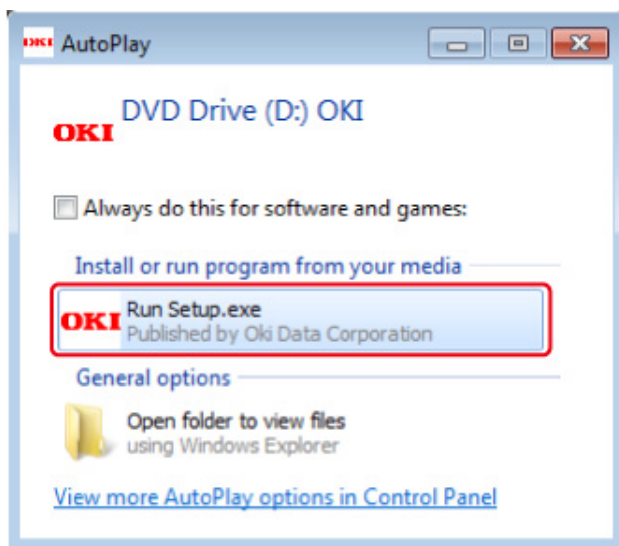 OKI AutoPlay
DVD Drive (D:) OKI
OKI
Always do this for software and games:
Install or run program from your media
OKI Run Setup.exe
Published by Oki Data Corporation
General options
Open folder to view files
using Windows Explorer
View more AutoPlay options in Control Panel